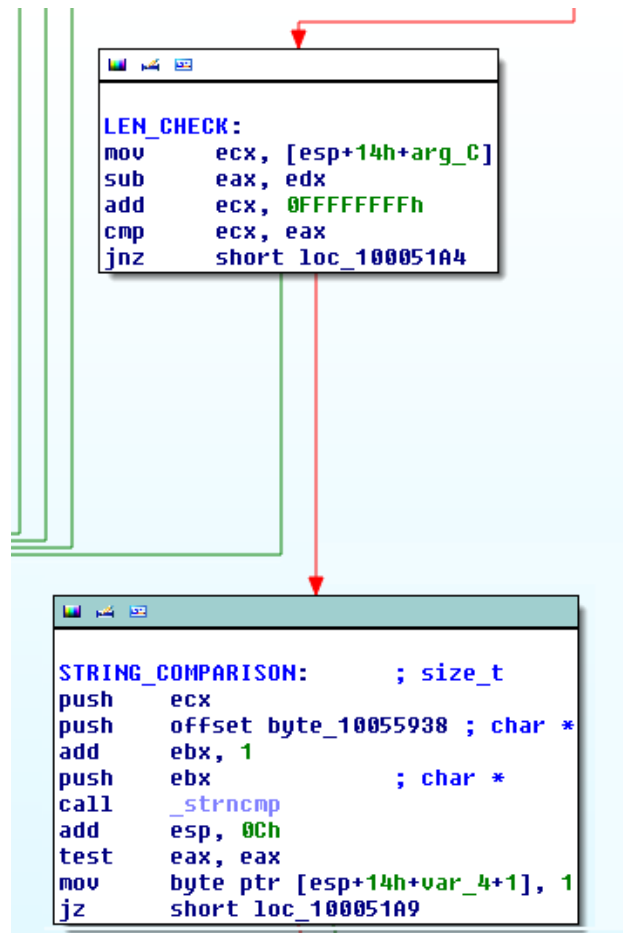 LEN_CHECK:
mov ecx, [esp+14h+arg_C]
sub eax, edx
add ecx, 0FFFFFFFFh
cmp ecx, eax
jnz short loc_100051A4
STRING_COMPARISON: ; size_t
push ecx
push offset byte_10055938 ; char *
add ebx, 1
push ebx ; char *
call _strncmp
add esp, 0Ch
test eax, eax
mov byte ptr [esp+14h+var_4+1], 1
jz short loc_100051A9